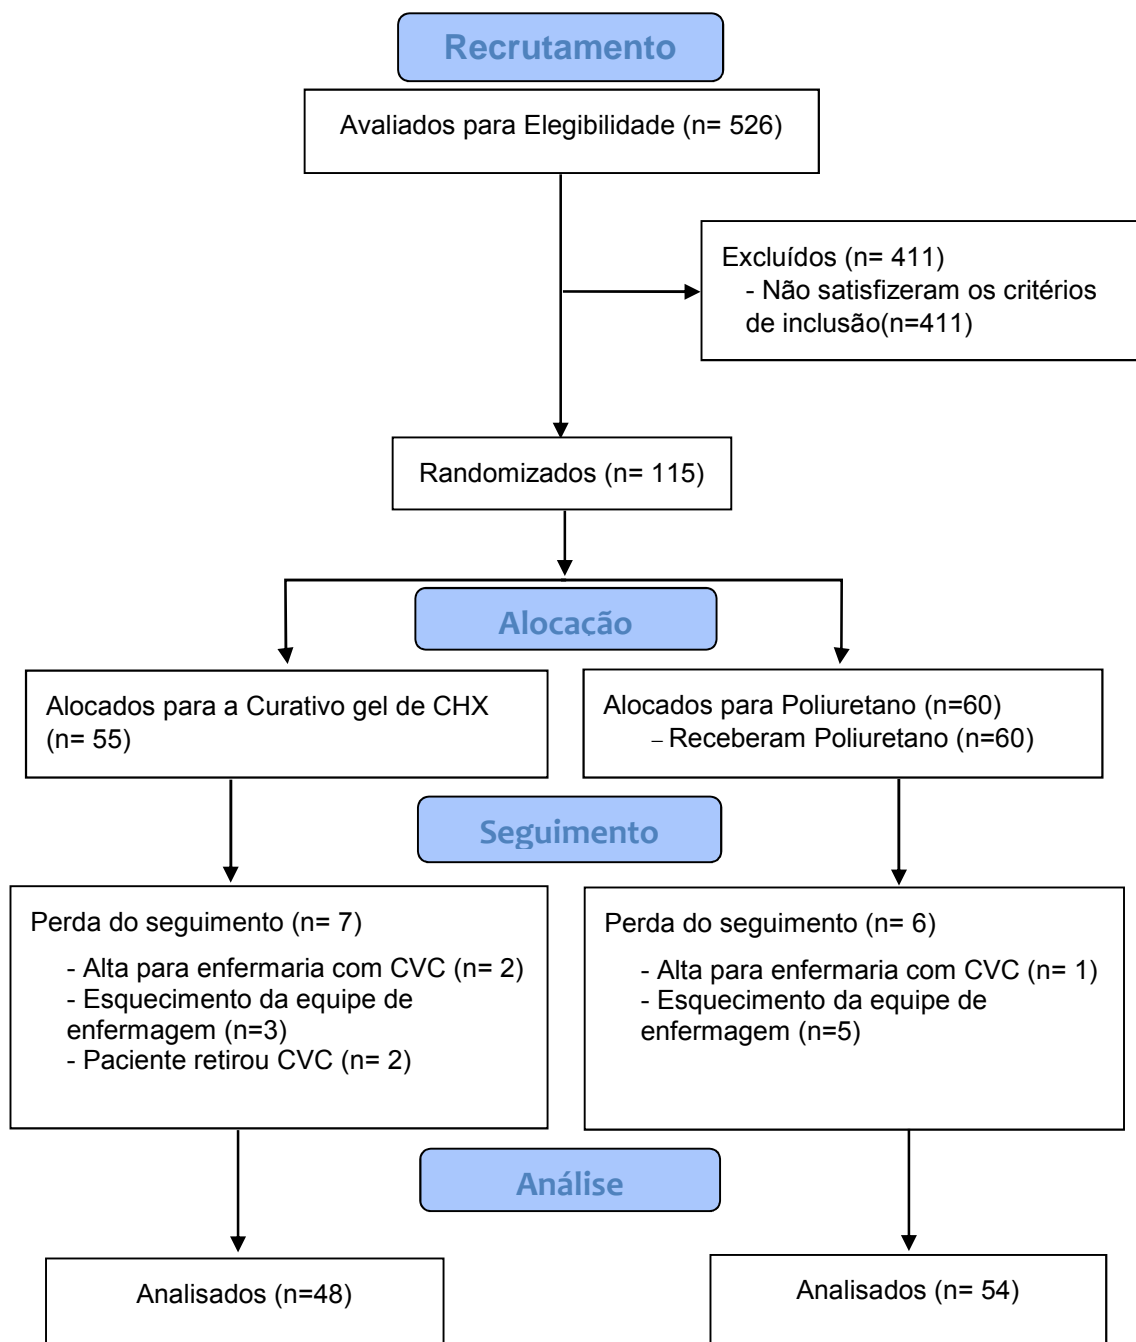 Recrutamento
Avaliados para Elegibilidade (n= 526)
Excluídos (n= 411)
- Não satisfizeram os critérios
de inclusão(n=411)
Randomizados (n= 115)
Alocação
Alocados para a Curativo gel de CHX
(n= 55)
Alocados para Poliuretano (n=60)
– Receberam Poliuretano (n=60)
Seguimento
Perda do seguimento (n= 7)
- Alta para enfermaria com CVC (n= 2)
- Esquecimento da equipe de
enfermagem (n=3)
- Paciente retirou CVC (n= 2)
Perda do seguimento (n= 6)
- Alta para enfermaria com CVC (n= 1)
- Esquecimento da equipe de
enfermagem (n=5)
Análise
Analisados (n=48)
Analisados (n= 54)